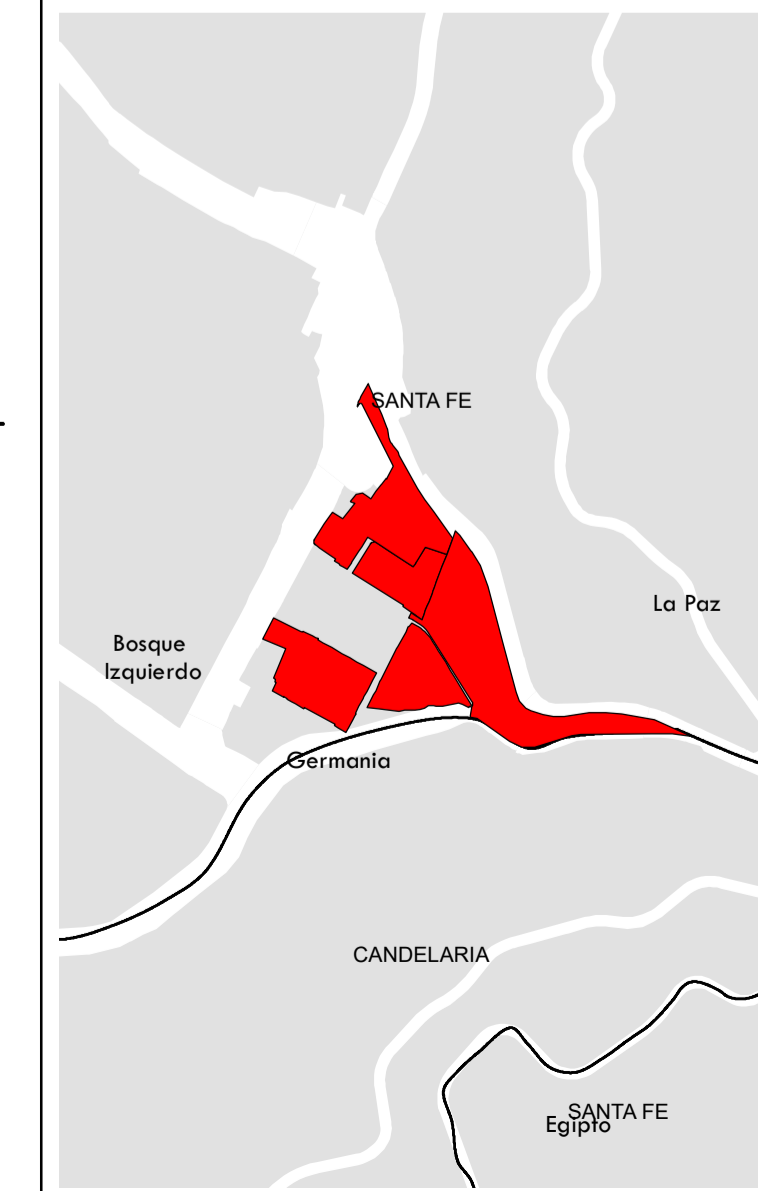 SANTA FE
La Paz
Bosque
Izquierdo
Germania
CANDELARIA
SANTA FE
Egipto